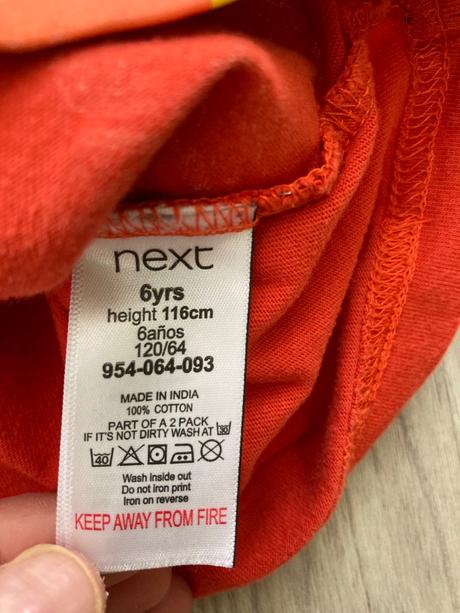 next
6yrs
height 116cm
6años
120/64
954-064-093
MADE IN INDIA
100% COTTON
PART OF A 2 PACK
IF IT'S NOT DIRTY WASH AT 30
40
Wash inside out
Do not iron print
Iron on reverse
KEEP AWAY FROM FIRE